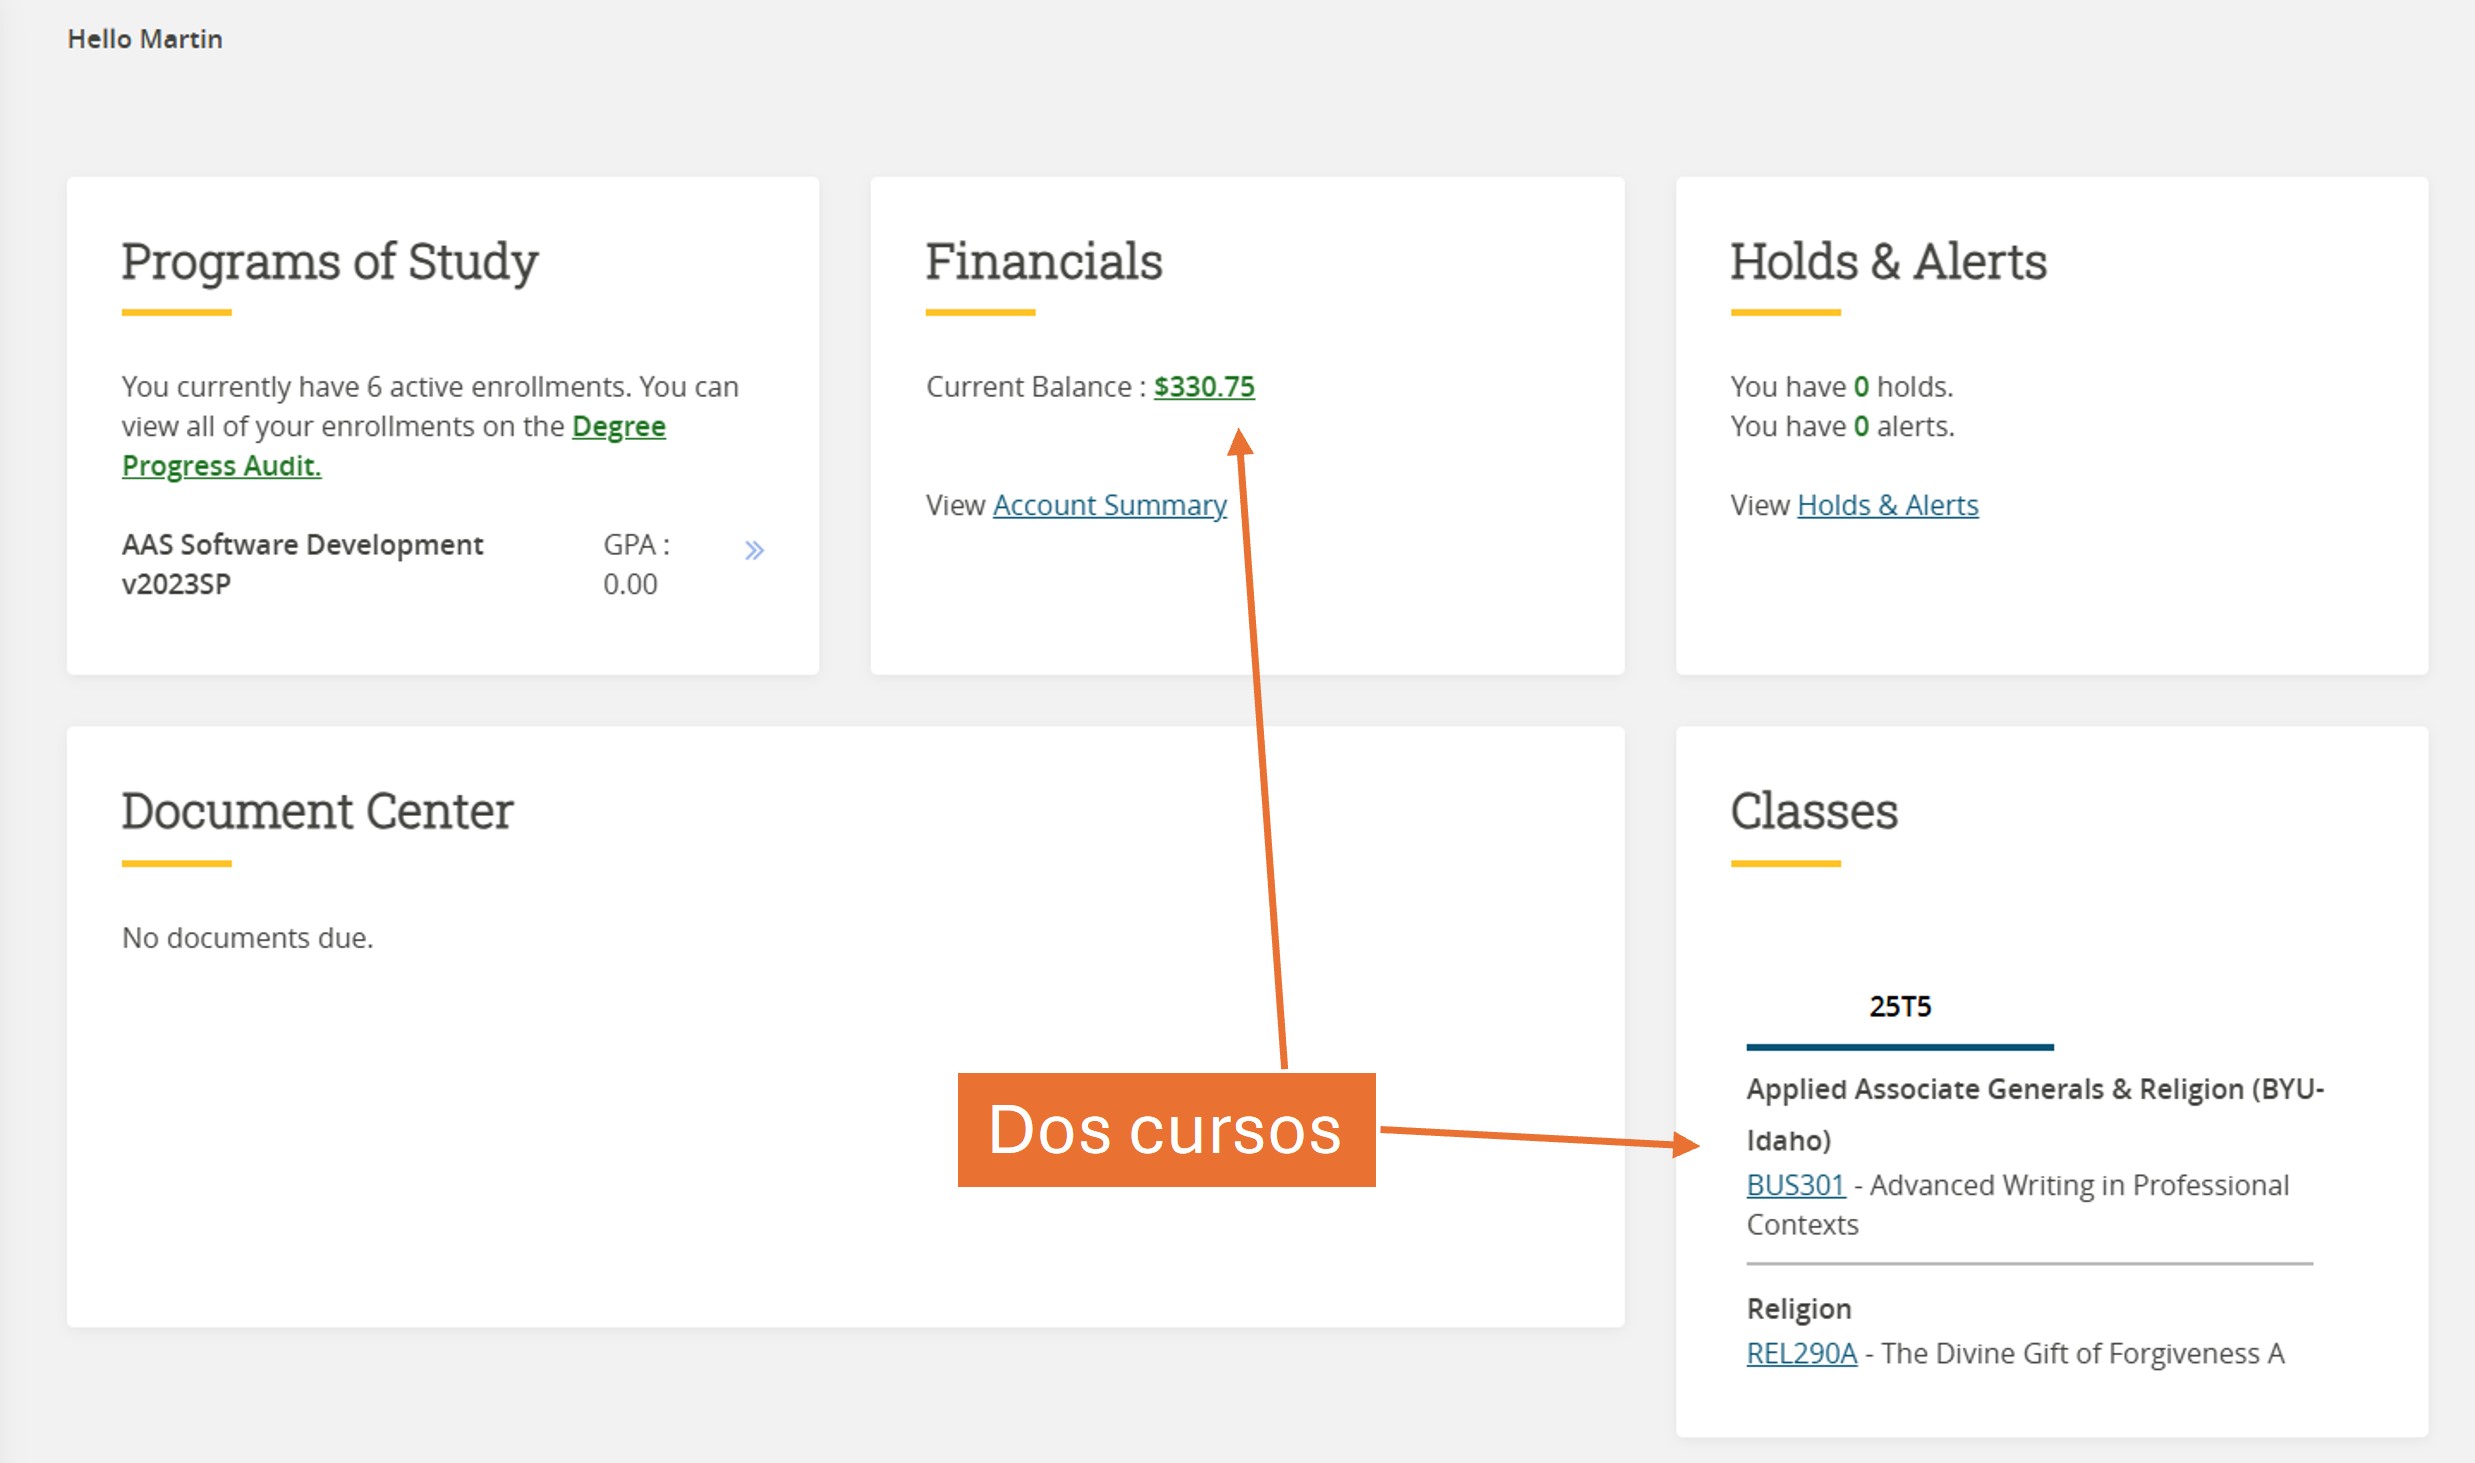 Hello Martin
Programs of Study
You currently have 6 active enrollments. You can
view all of your enrollments on the Degree
Progress Audit.
AAS Software Development
v2023SP
GPA :
0.00
»
Financials
Current Balance : $330.75
View Account Summary
Holds & Alerts
You have 0 holds.
You have 0 alerts.
View Holds & Alerts
Document Center
No documents due.
Dos cursos
Classes
25T5
Applied Associate Generals & Religion (BYU-
Idaho)
BUS301 - Advanced Writing in Professional
Contexts
Religion
REL290A - The Divine Gift of Forgiveness A